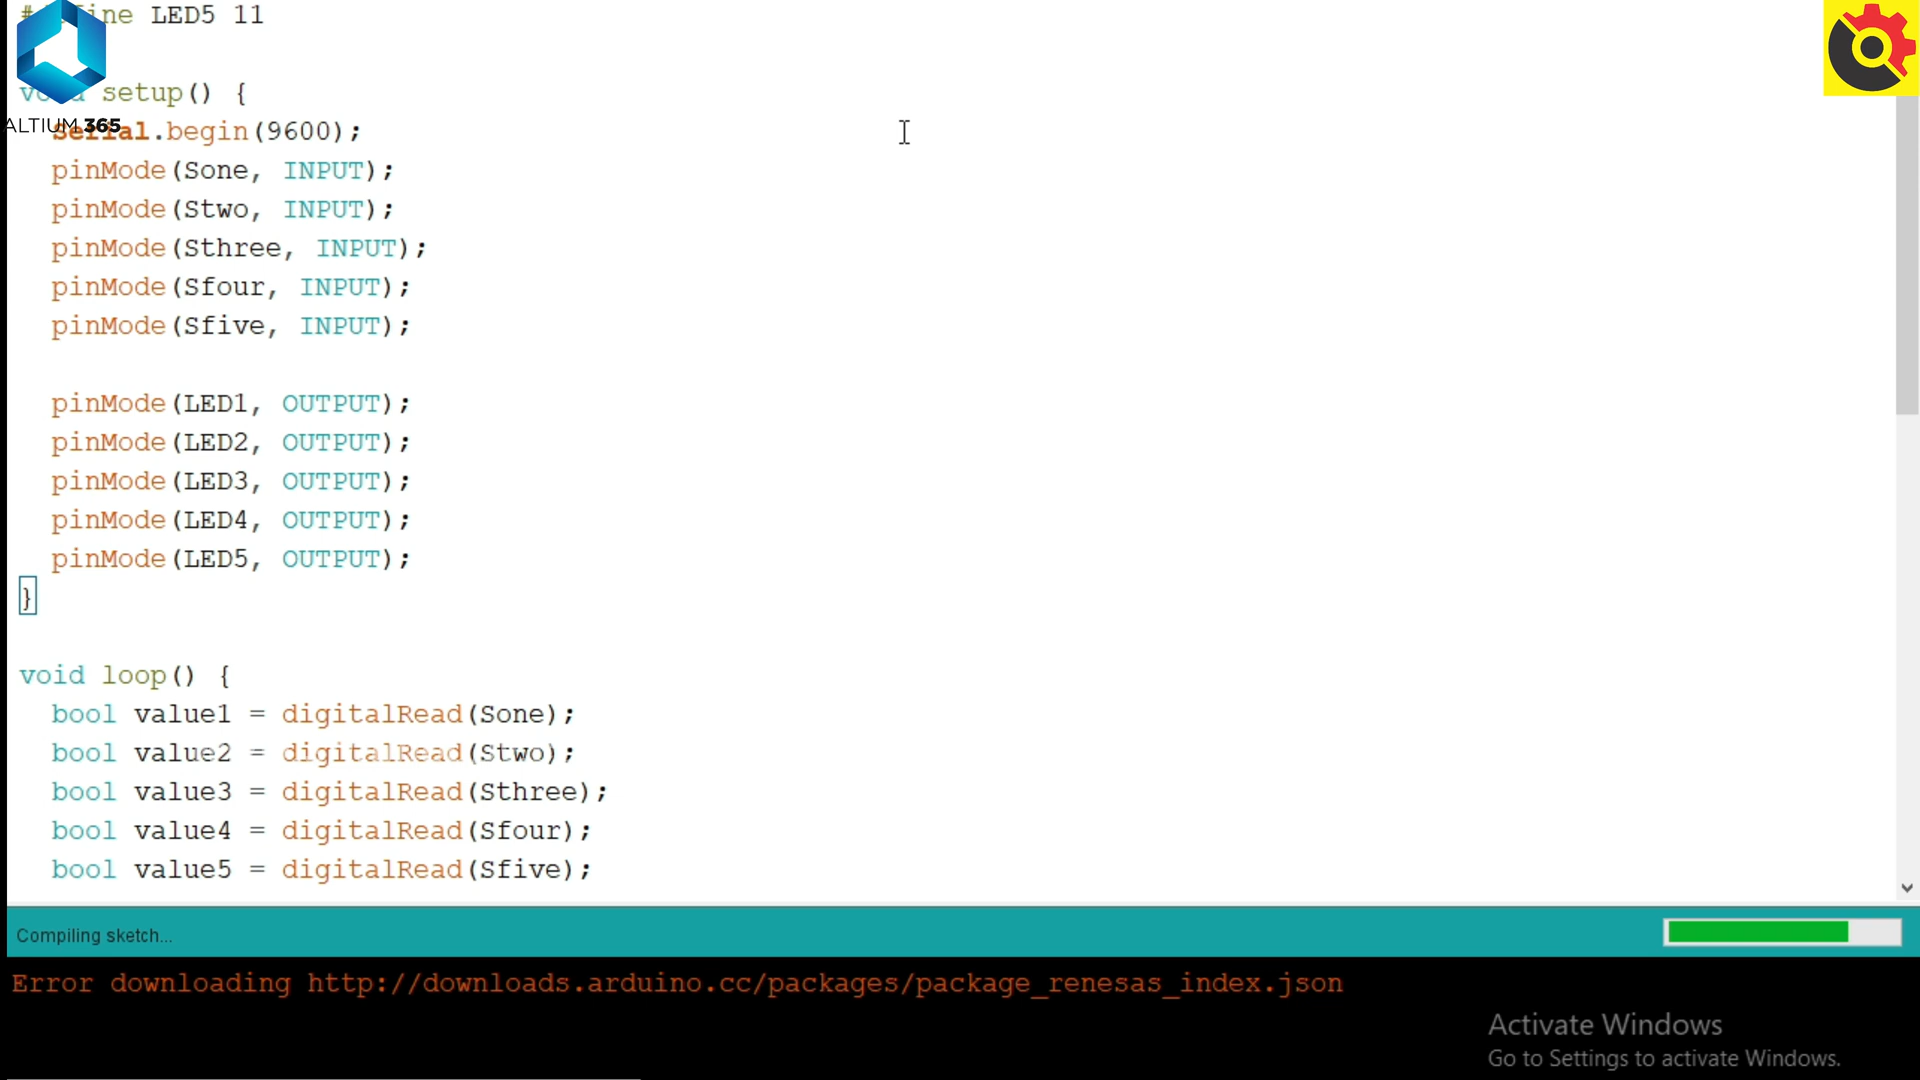 #define LED5 11
void setup() {
ALTIUM 365
Serial.begin(9600);
pinMode(Sone, INPUT);
pinMode(Stwo, INPUT);
pinMode(Sthree, INPUT);
pinMode(Sfour, INPUT);
pinMode(Sfive, INPUT);
pinMode(LED1, OUTPUT);
pinMode(LED2, OUTPUT);
pinMode(LED3, OUTPUT);
pinMode(LED4, OUTPUT);
pinMode(LED5, OUTPUT);
}
void loop() {
bool value1 = digitalRead(Sone);
bool value2 = digitalRead(Stwo);
bool value3 = digitalRead(Sthree);
bool value4 = digitalRead(Sfour);
bool value5 = digitalRead(Sfive);
Compiling sketch...
Error downloading http://downloads.arduino.cc/packages/package_renesas_index.json
Activate Windows
Go to Settings to activate Windows.